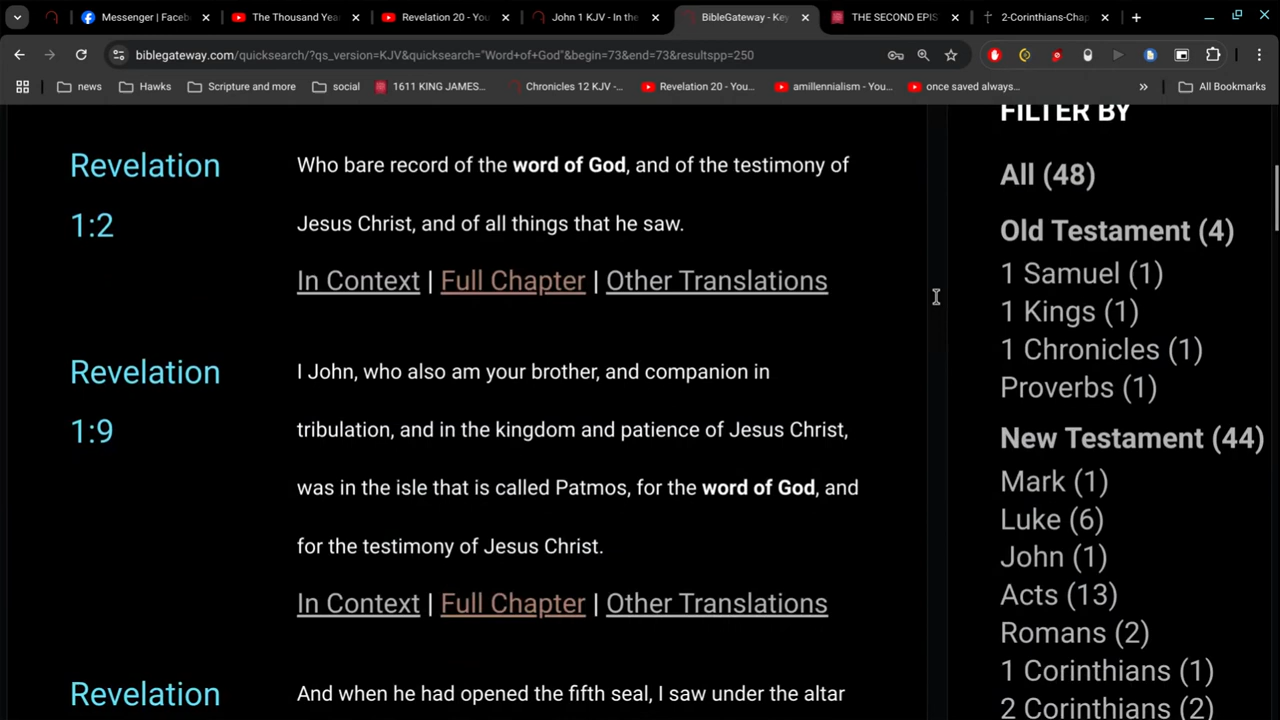 Messenger | Faceb
The Thousand Yea
Revelation 20 - You
John 1 KJV - In the
BibleGateway - Key
THE SECOND EPIS
2-Corinthians-Chap
biblegateway.com/quicksearch/?qs_version=KJV&quicksearch="Word+of+God"&begin=73&end=73&resultspp=250
news
Hawks
Scripture and more
social
1611 KING JAMES...
Chronicles 12 KJV -...
Revelation 20 - You...
amillennialism - You...
once saved always...
»
All Bookmarks
Revelation
1:2
Who bare record of the word of God, and of the testimony of
Jesus Christ, and of all things that he saw.
In Context | Full Chapter | Other Translations
Revelation
1:9
I John, who also am your brother, and companion in
tribulation, and in the kingdom and patience of Jesus Christ,
was in the isle that is called Patmos, for the word of God, and
for the testimony of Jesus Christ.
In Context | Full Chapter | Other Translations
Revelation
And when he had opened the fifth seal, I saw under the altar
FILTER BY
All (48)
Old Testament (4)
1 Samuel (1)
1 Kings (1)
1 Chronicles (1)
Proverbs (1)
New Testament (44)
Mark (1)
Luke (6)
John (1)
Acts (13)
Romans (2)
1 Corinthians (1)
2 Corinthians (2)